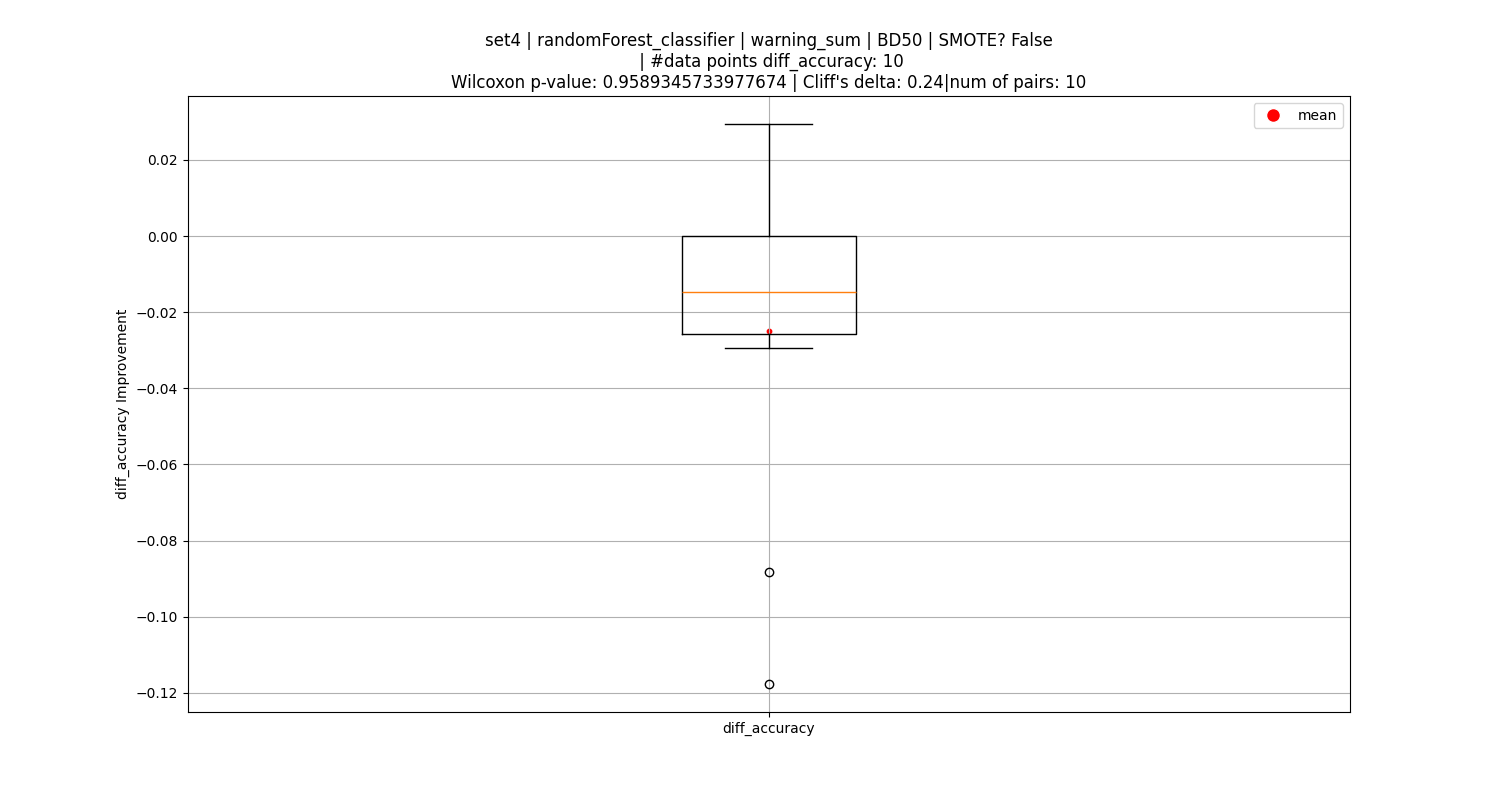 set4 | randomForest_classifier | warning_sum | BD50 | SMOTE? False
| #data points diff_accuracy: 10
Wilcoxon p-value: 0.9589345733977674 | Cliff's delta: 0.24|num of pairs: 10
mean
0.02
0.00
−0.02
−0.04
−0.06
−0.08
−0.10
−0.12
diff_accuracy Improvement
diff_accuracy